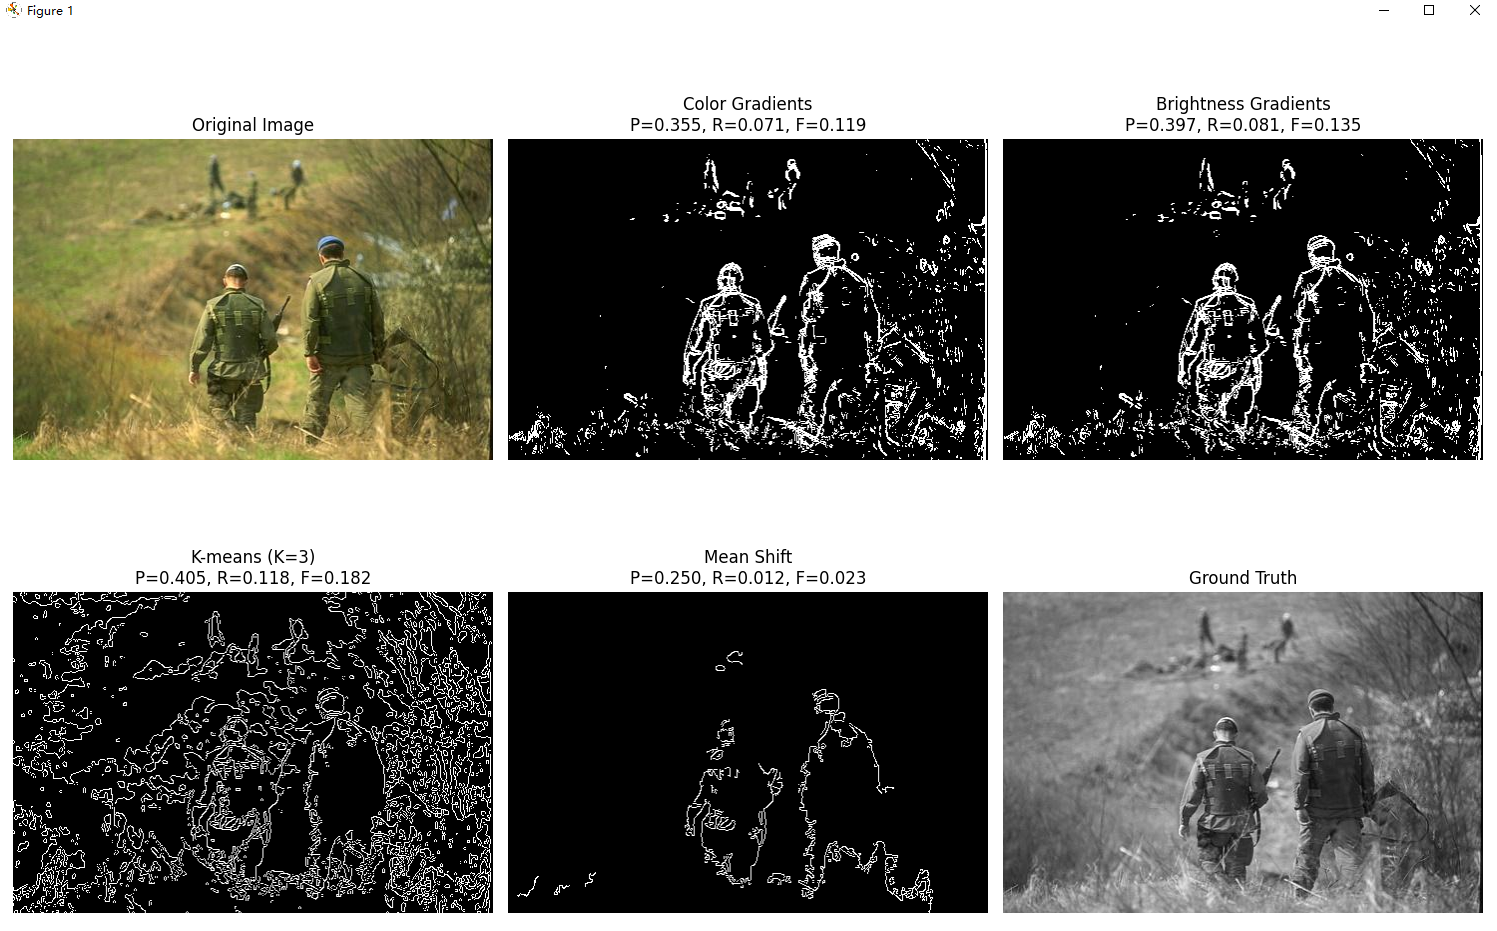 Figure 1
Original Image
Color Gradients
P=0.355, R=0.071, F=0.119
Brightness Gradients
P=0.397, R=0.081, F=0.135
K-means (K=3)
P=0.405, R=0.118, F=0.182
Mean Shift
P=0.250, R=0.012, F=0.023
Ground Truth